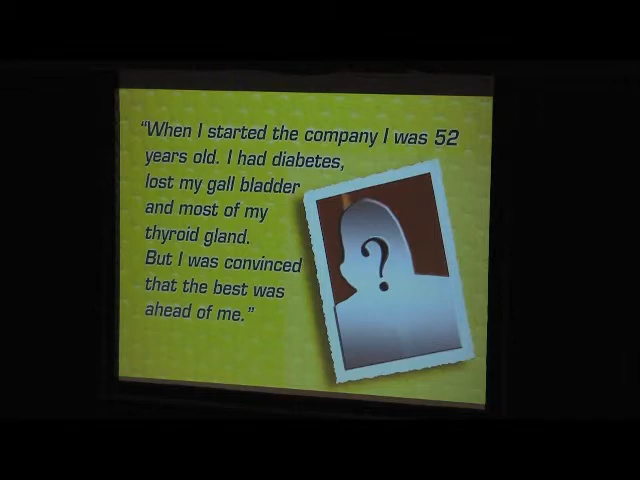 "When I started the company I was 52
years old. I had diabetes,
lost my gall bladder
and most of my
thyroid gland.
But I was convinced
that the best was
ahead of me."
?